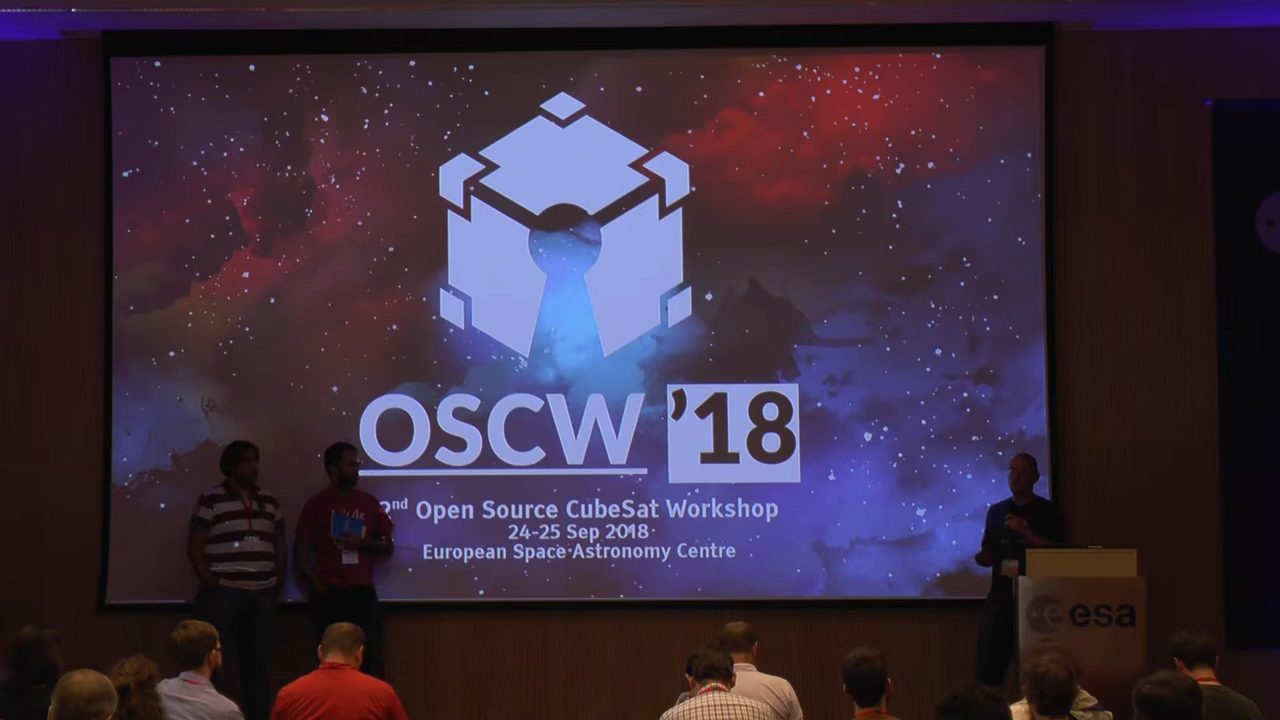 OSCW '18
2nd Open Source CubeSat Workshop
24-25 Sep 2018
European Space Astronomy Centre
esa